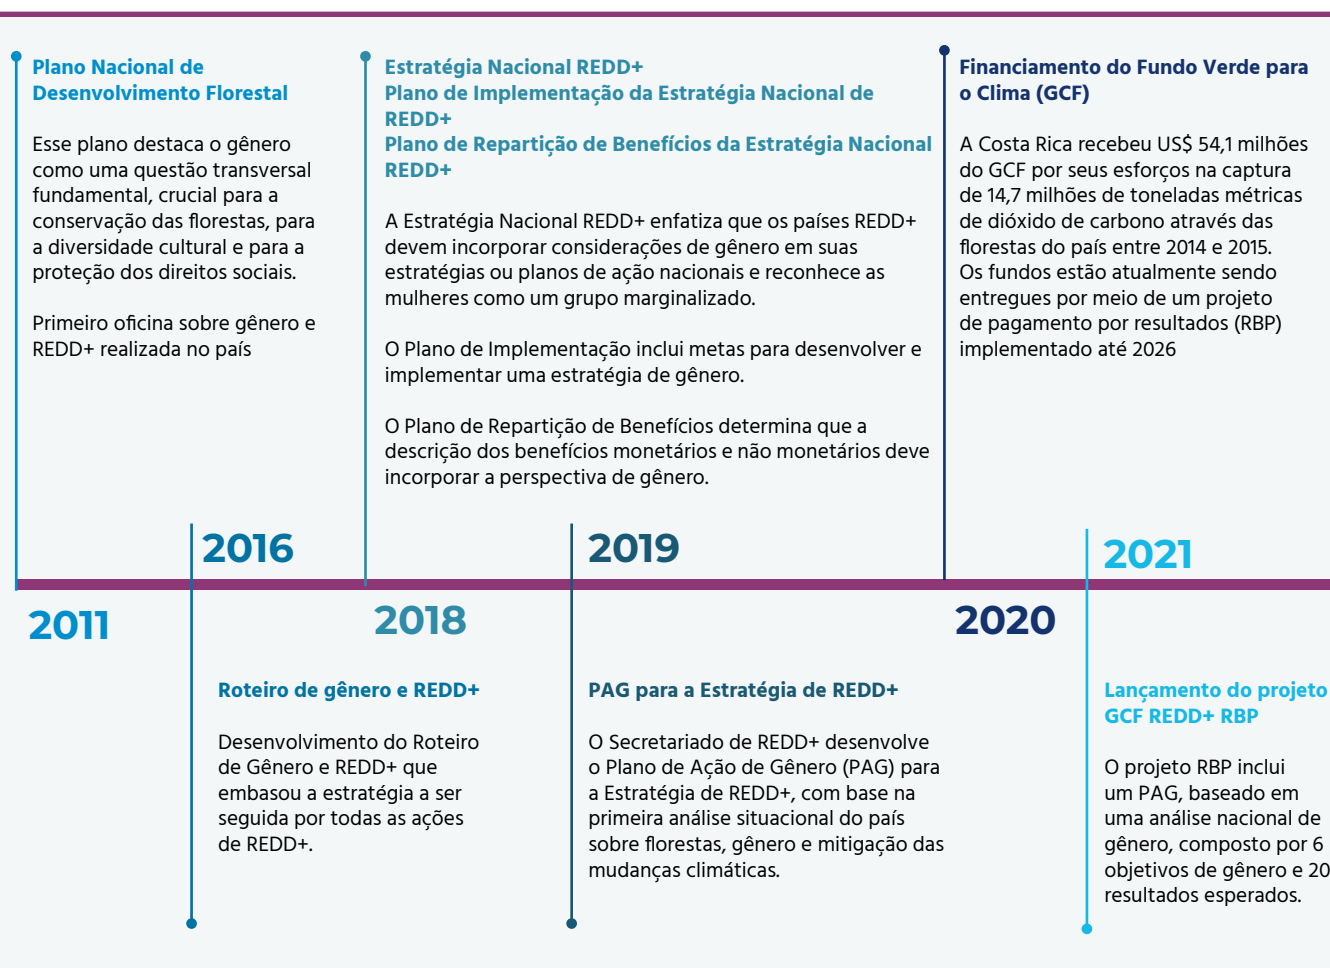 Plano Nacional de
Desenvolvimento Florestal
Esse plano destaca o gênero
como uma questão transversal
fundamental, crucial para a
conservação das florestas, para
a diversidade cultural e para a
proteção dos direitos sociais.
Primeiro oficina sobre gênero e
REDD+ realizada no país
2011
2016
Roteiro de gênero e REDD+
Desenvolvimento do Roteiro
de Gênero e REDD+ que
embasou a estratégia a ser
seguida por todas as ações
de REDD+.
Estratégia Nacional REDD+
Plano de Implementação da Estratégia Nacional de
REDD+
Plano de Repartição de Benefícios da Estratégia Nacional
REDD+
A Estratégia Nacional REDD+ enfatiza que os países REDD+
devem incorporar considerações de gênero em suas
estratégias ou planos de ação nacionais e reconhece as
mulheres como um grupo marginalizado.
O Plano de Implementação inclui metas para desenvolver e
implementar uma estratégia de gênero.
O Plano de Repartição de Benefícios determina que a
descrição dos benefícios monetários e não monetários deve
incorporar a perspectiva de gênero.
2018
2019
PAG para a Estratégia de REDD+
O Secretariado de REDD+ desenvolve
o Plano de Ação de Gênero (PAG) para
a Estratégia de REDD+, com base na
primeira análise situacional do país
sobre florestas, gênero e mitigação das
mudanças climáticas.
Financiamento do Fundo Verde para
o Clima (GCF)
A Costa Rica recebeu US$ 54,1 milhões
do GCF por seus esforços na captura
de 14,7 milhões de toneladas métricas
de dióxido de carbono através das
florestas do país entre 2014 e 2015.
Os fundos estão atualmente sendo
entregues por meio de um projeto
de pagamento por resultados (RBP)
implementado até 2026
2020
2021
Lançamento do projeto
GCF REDD+ RBP
O projeto RBP inclui
um PAG, baseado em
uma análise nacional de
gênero, composto por 6
objetivos de gênero e 20
resultados esperados.